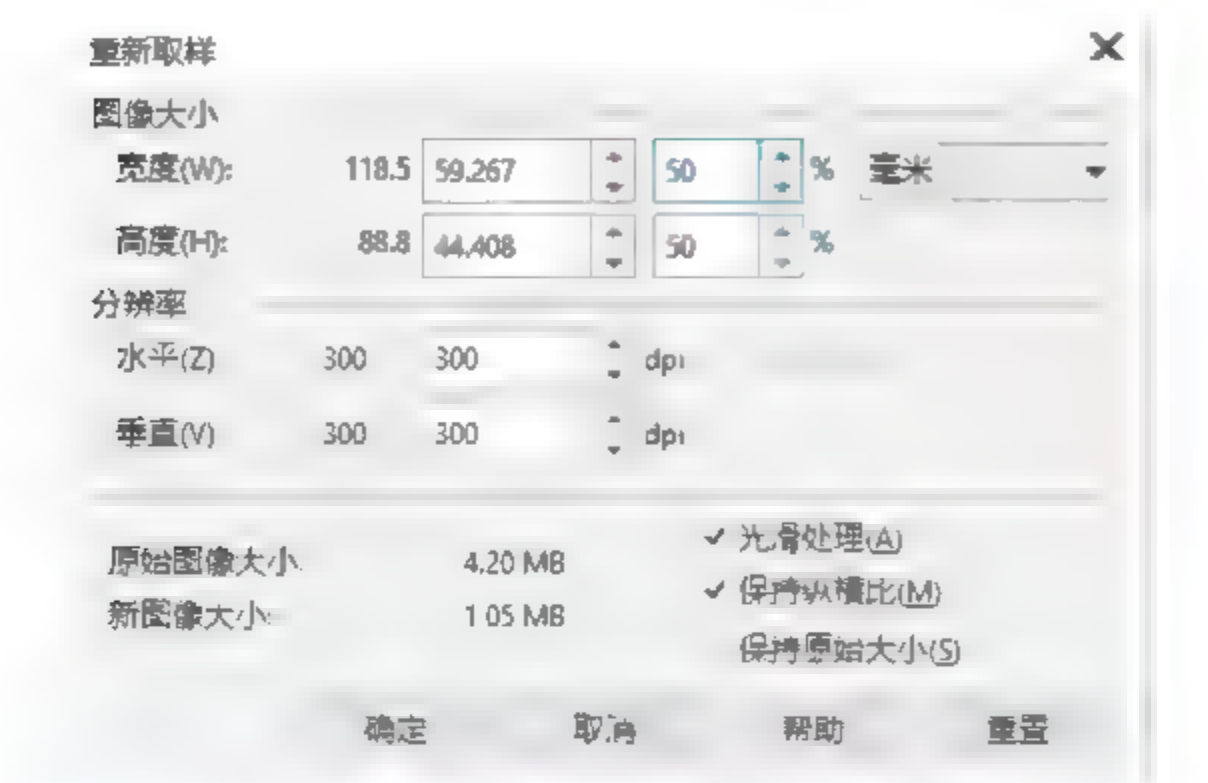 重新取样
图像大小
宽度(W): 118.5 59.267 50 % 毫米
高度(H): 88.8 44.408 50 %
分辨率
水平(Z) 300 300 dpi
垂直(V) 300 300 dpi
光滑处理(A)
原始图像大小: 4.20 MB
保持纵横比(M)
新图像大小: 1.05 MB
保持原始大小(S)
确定 取消 帮助 重置